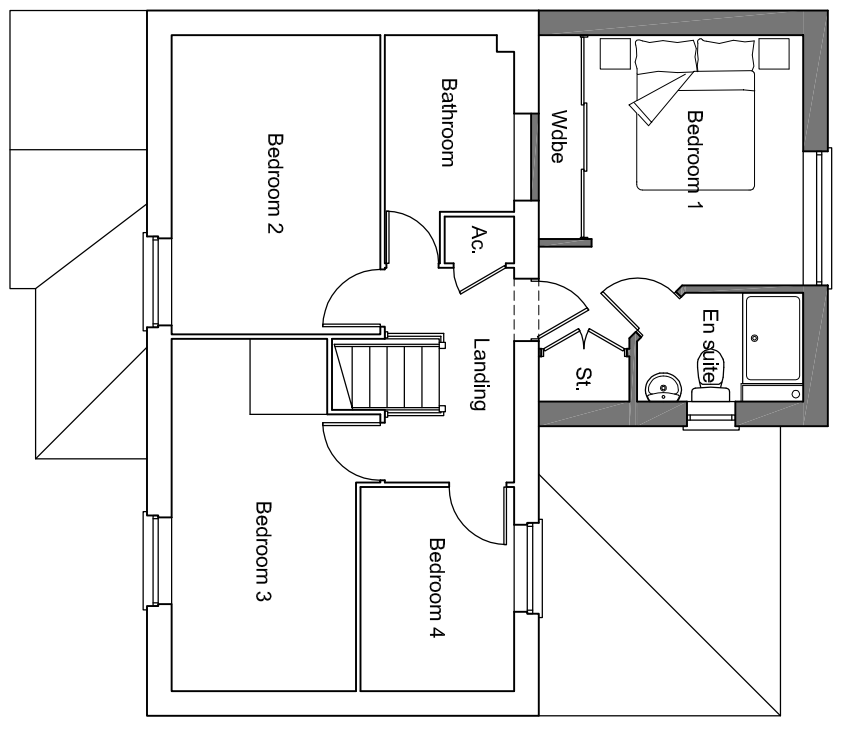 Bedroom 1
Wdbe
Bathroom
Bedroom 2
Ac.
En suite
St.
Landing
Bedroom 4
Bedroom 3